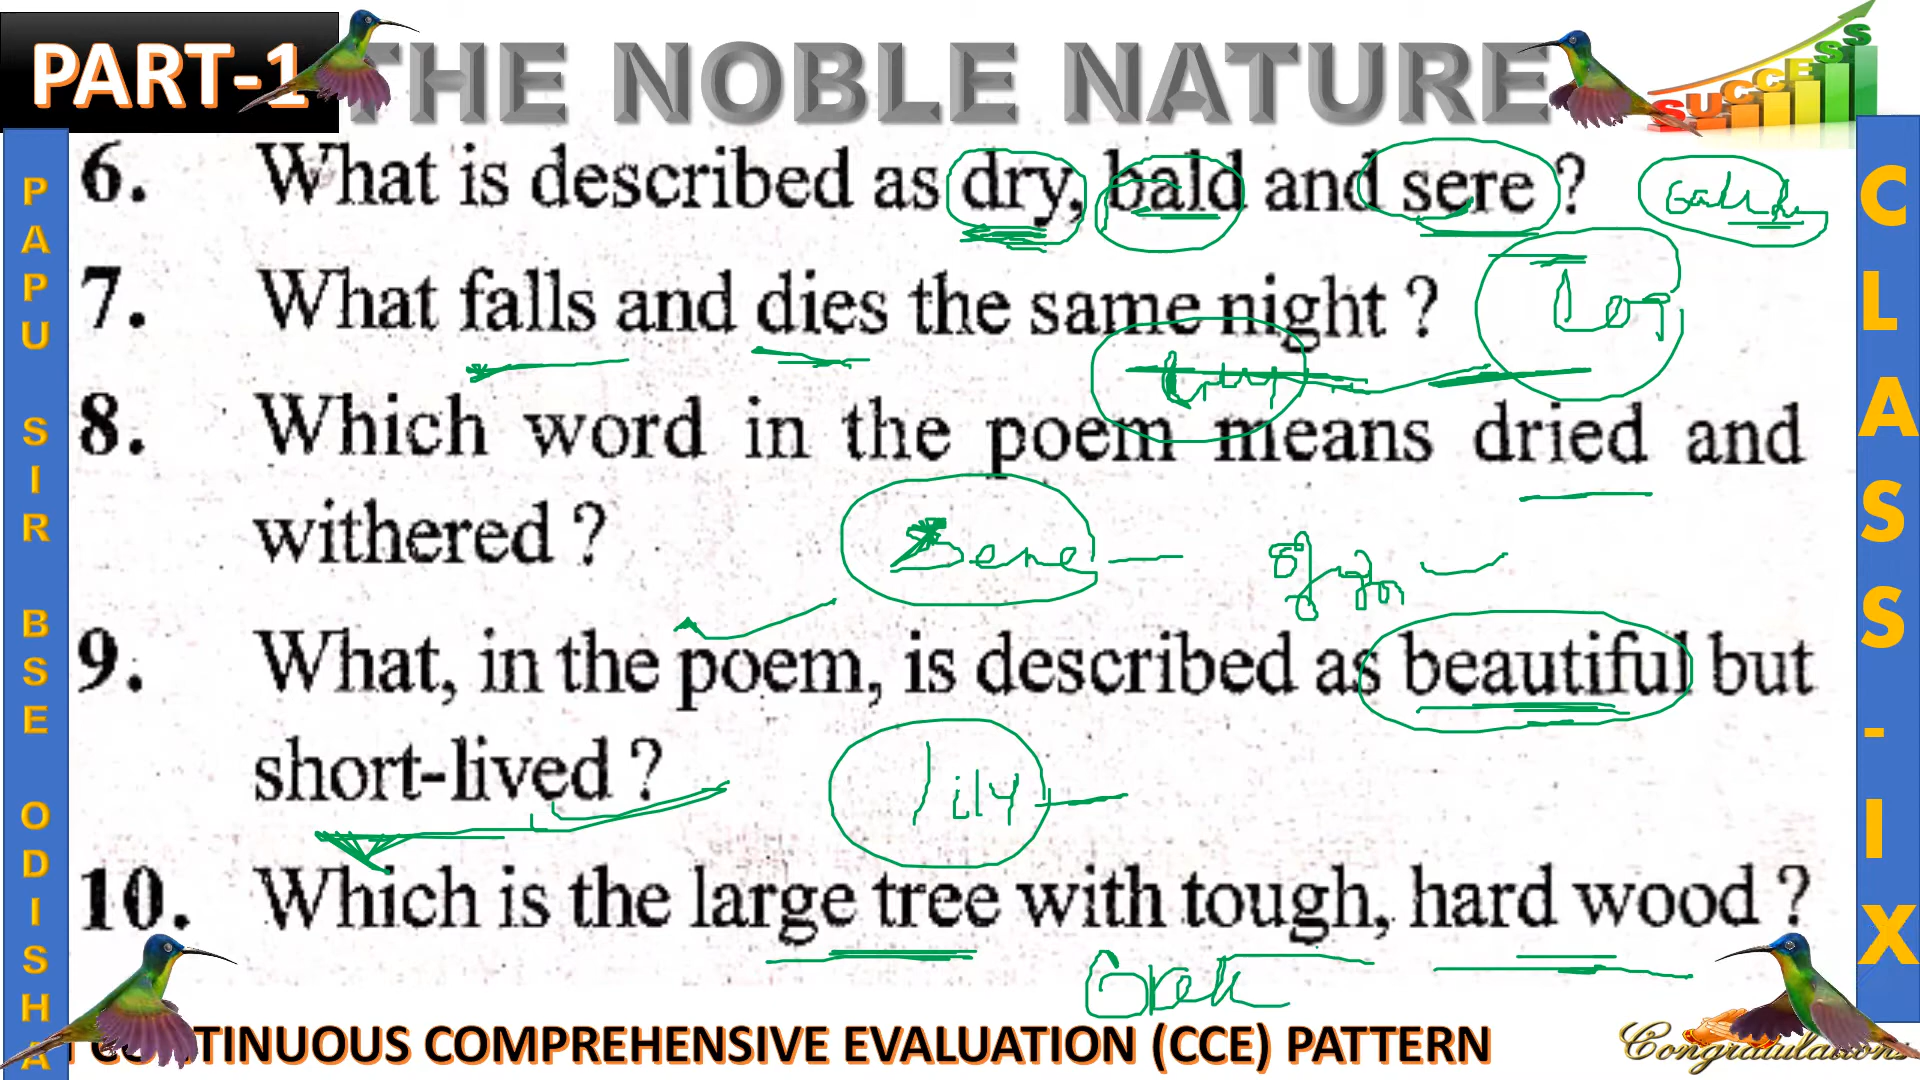 PART-1 THE NOBLE NATURE
SUCCESS
6. What is described as dry, bald and sere ?
7. What falls and dies the same night ?
Log
8. Which word in the poem means dried and
withered ?
Sere
9. What, in the poem, is described as beautiful but
short-lived ?
lily
10. Which is the large tree with tough, hard wood ?
CONTINUOUS COMPREHENSIVE EVALUATION (CCE) PATTERN
Congratulations
PAPU SIR BSE ODISHA
CLASS-IX